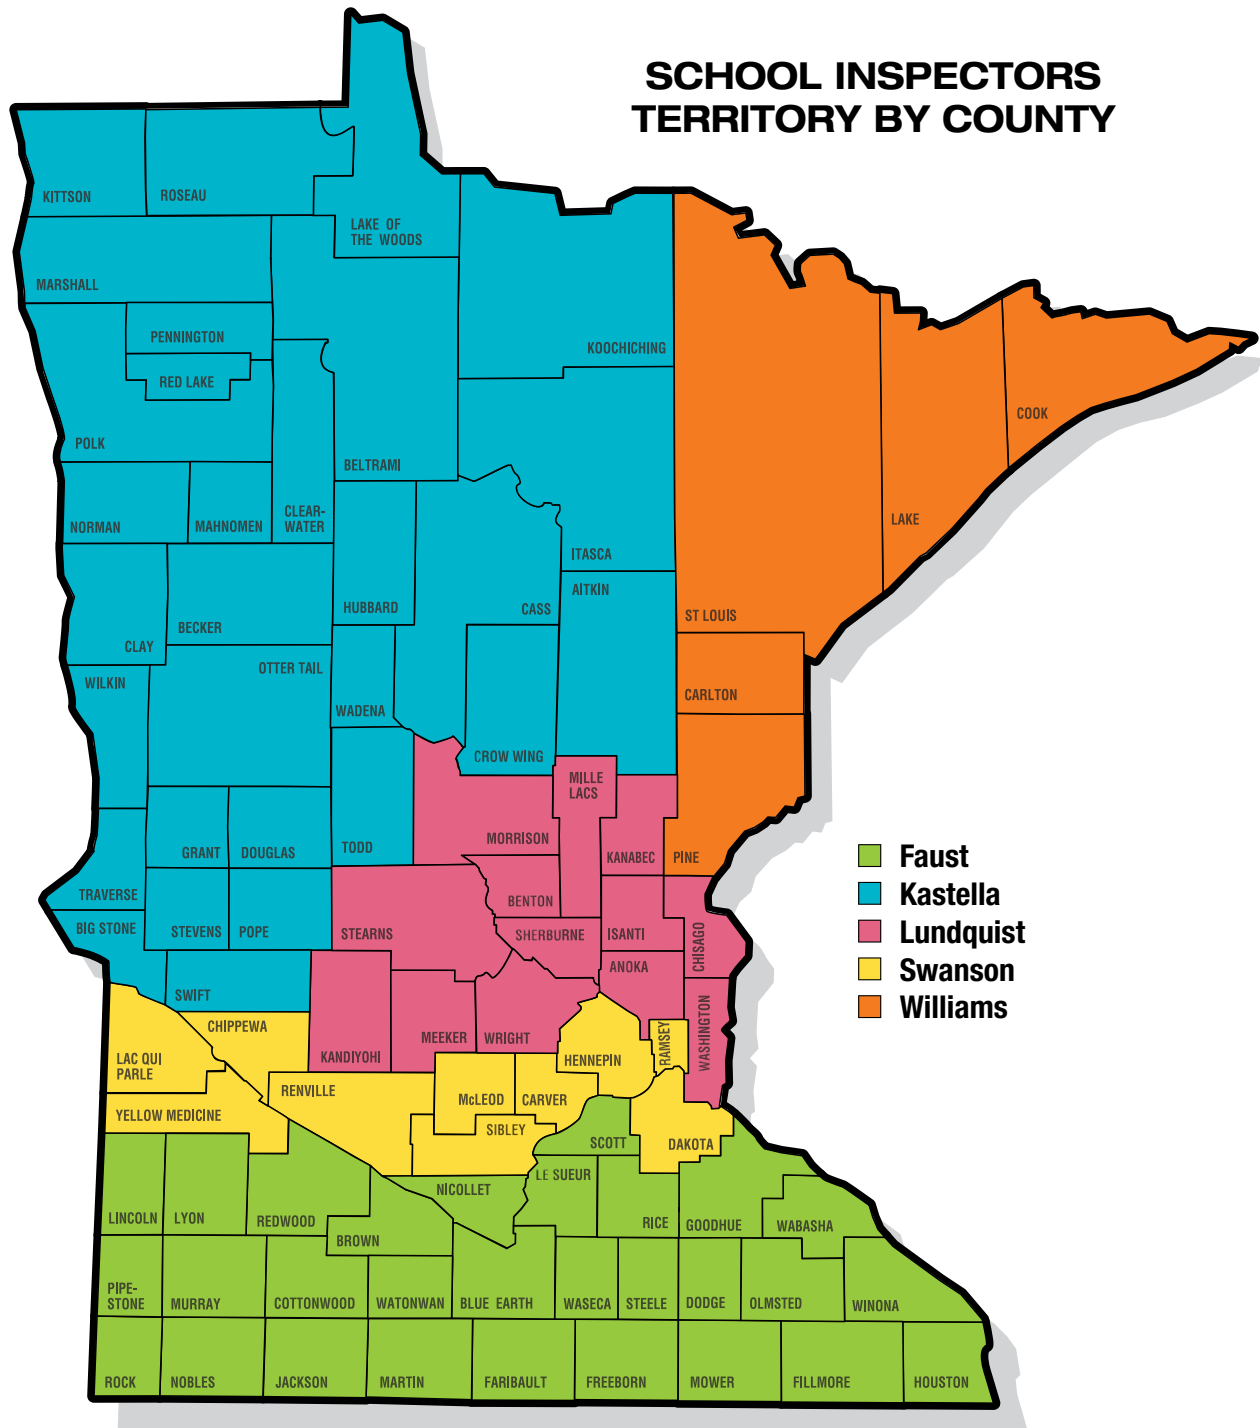 SCHOOL INSPECTORS
TERRITORY BY COUNTY
KITTSON
ROSEAU
LAKE OF
THE WOODS
MARSHALL
KOOCHICHING
PENNINGTON
RED LAKE
POLK
COOK
BELTRAMI
NORMAN
MAHNOMEN
CLEAR-
WATER
LAKE
ITASCA
AITKIN
HUBBARD
CASS
ST LOUIS
BECKER
CLAY
OTTER TAIL
WILKIN
WADENA
CARLTON
CROW WING
MILLE
LACS
MORRISON
TODD
GRANT
DOUGLAS
KANABEC
PINE
TRAVERSE
BENTON
BIG STONE
STEVENS
POPE
STEARNS
SHERBURNE
ISANTI
CHISAGO
ANOKA
SWIFT
CHIPPEWA
MEEKER
WRIGHT
KANDIYOHI
HENNEPIN
RAMSEY
WASHINGTON
LAC QUI
PARLE
RENVILLE
McLEOD
CARVER
YELLOW MEDICINE
SIBLEY
SCOTT
DAKOTA
LE SUEUR
NICOLLET
LINCOLN
LYON
REDWOOD
RICE
GOODHUE
WABASHA
BROWN
PIPE-
STONE
MURRAY
COTTONWOOD
WATONWAN
BLUE EARTH
WASECA
STEELE
DODGE
OLMSTED
WINONA
ROCK
NOBLES
JACKSON
MARTIN
FARIBAULT
FREEBORN
MOWER
FILLMORE
HOUSTON
Faust
Kastella
Lundquist
Swanson
Williams